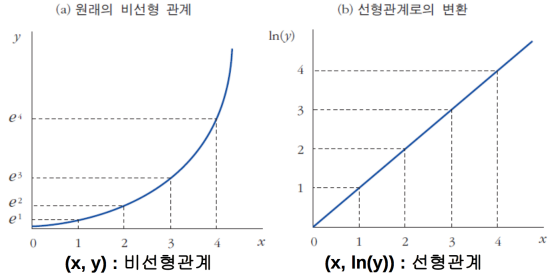 (a) 원래의 비선형 관계
y
e⁴
e³
e²
e¹
0 1 2 3 4 x
(x, y) : 비선형관계
(b) 선형관계로의 변환
ln(y)
4
3
2
1
0 1 2 3 4 x
(x, ln(y)) : 선형관계